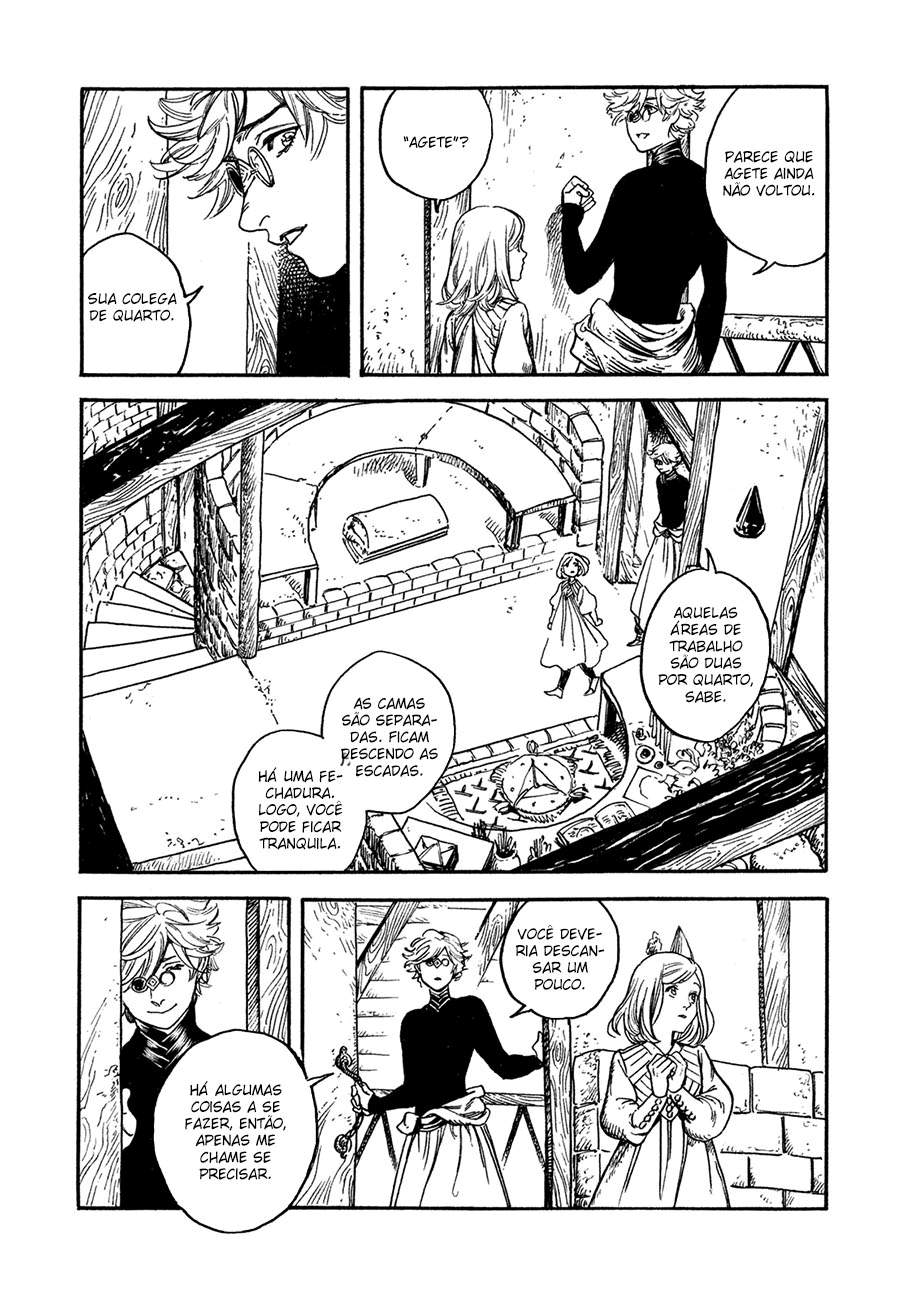 PARECE QUE
AGETE AINDA
NÃO VOLTOU.
"AGETE"?
SUA COLEGA
DE QUARTO.
AQUELAS
ÁREAS DE
TRABALHO
SÃO DUAS
POR QUARTO,
SABE.
AS CAMAS
SÃO SEPARA-
DAS. FICAM
DESCENDO AS
ESCADAS.
HÁ UMA FE-
CHADURA.
LOGO, VOCÊ
PODE FICAR
TRANQUILA.
VOCÊ DEVE-
RIA DESCAN-
SAR UM
POUCO.
HÁ ALGUMAS
COISAS A SE
FAZER, ENTÃO,
APENAS ME
CHAME SE
PRECISAR.